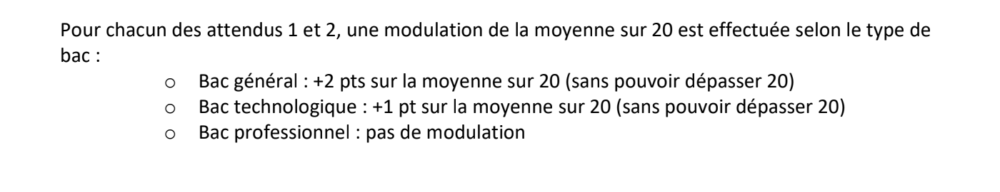 Pour chacun des attendus 1 et 2, une modulation de la moyenne sur 20 est effectuée selon le type de
bac :
o Bac général : +2 pts sur la moyenne sur 20 (sans pouvoir dépasser 20)
o Bac technologique : +1 pt sur la moyenne sur 20 (sans pouvoir dépasser 20)
o Bac professionnel : pas de modulation